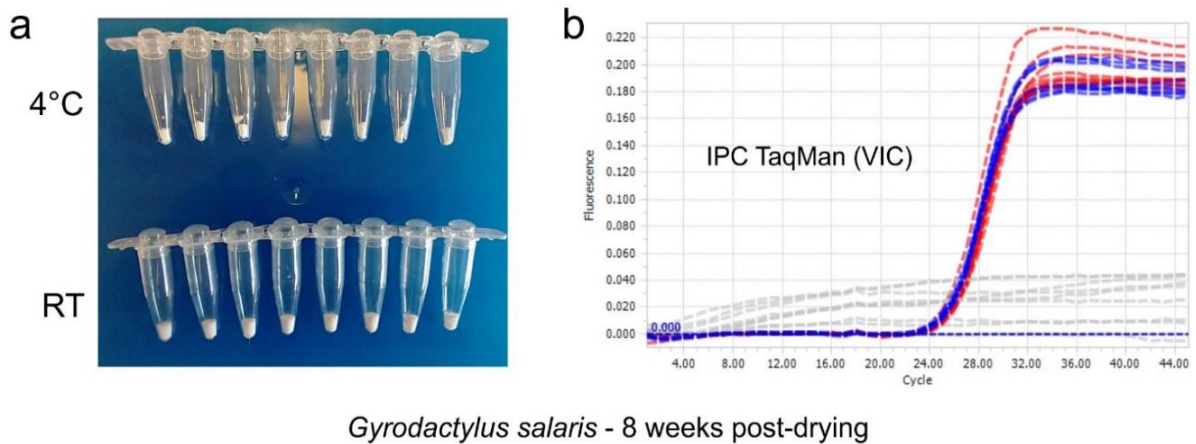 a
4°C
RT
b
Fluorescence
0.220
0.200
0.180
0.160
0.140
0.120
0.100
0.080
0.060
0.040
0.020
0.000
0.000
IPC TaqMan (VIC)
4.00 8.00 12.00 16.00 20.00 24.00 28.00 32.00 36.00 40.00 44.00
Cycle
Gyrodactylus salaris - 8 weeks post-drying